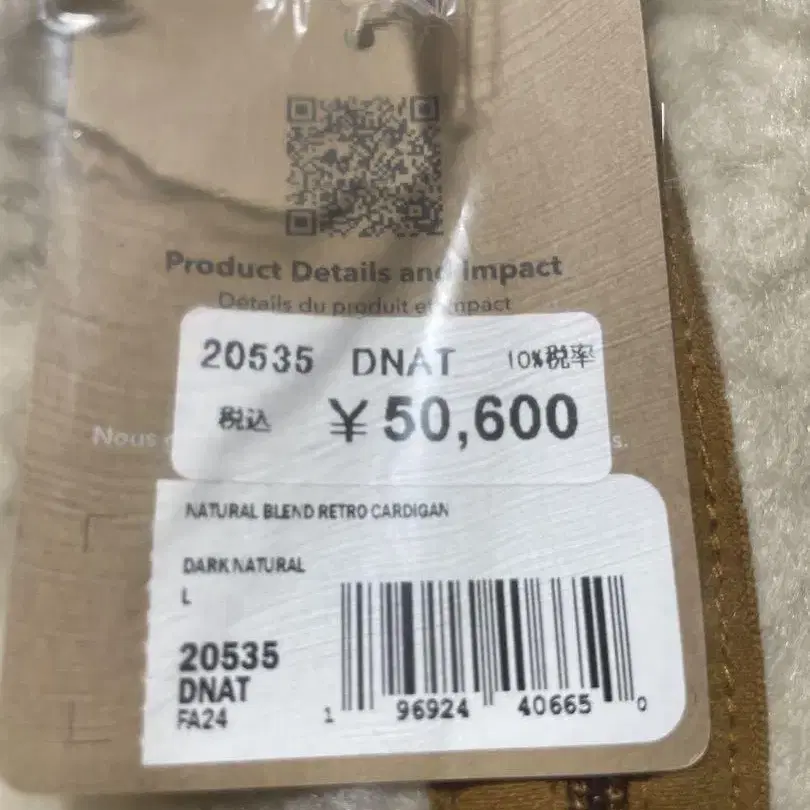 Product Details and Impact
Détails du produit et impact
20535 DNAT 10%税率
税込 ¥50,600
Nous
s.
NATURAL BLEND RETRO CARDIGAN
DARK NATURAL
L
20535
DNAT
FA24
1 96924 40665 0